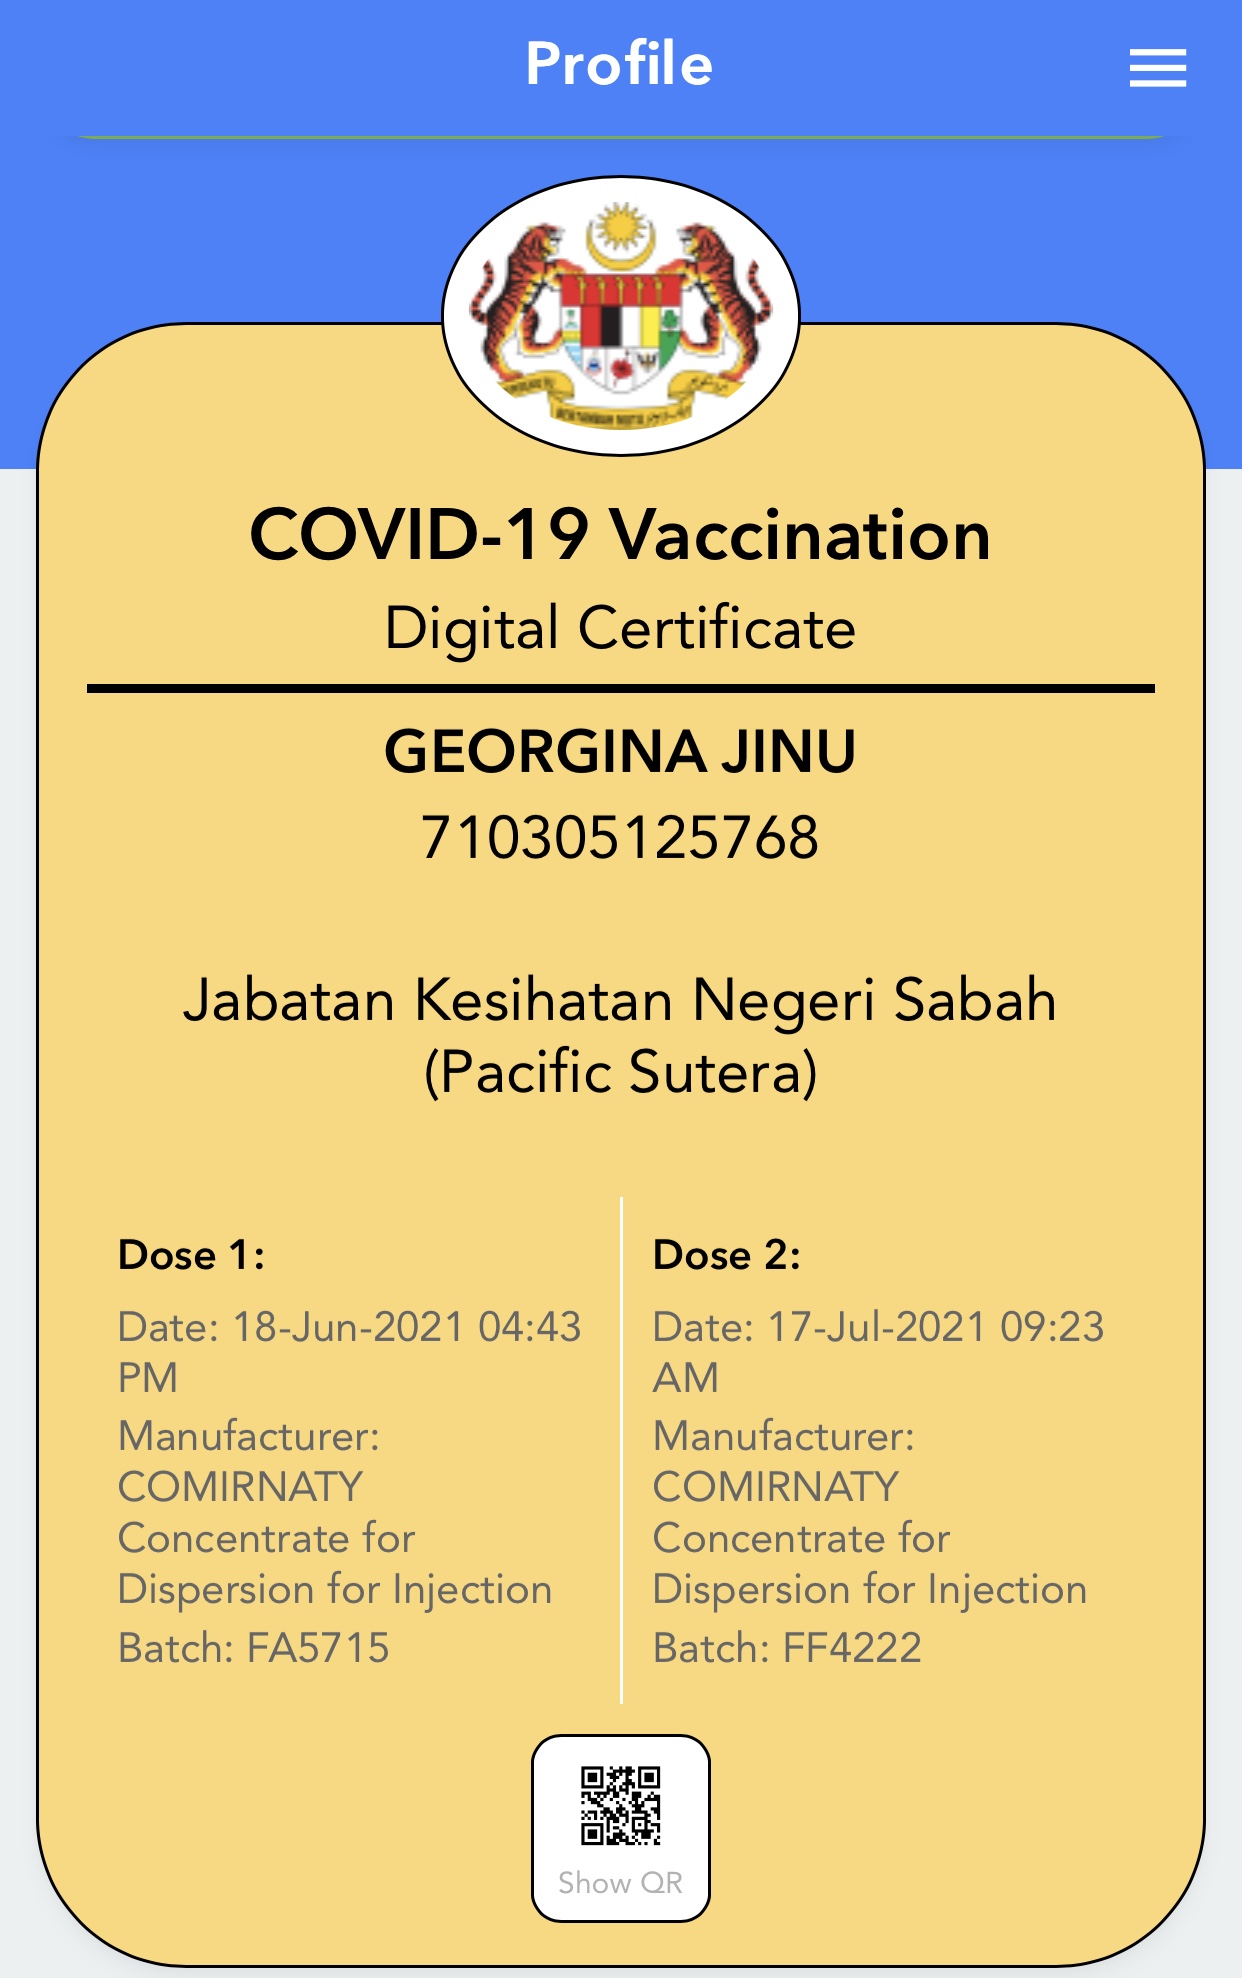 Profile
COVID-19 Vaccination
Digital Certificate
GEORGINA JINU
710305125768
Jabatan Kesihatan Negeri Sabah
(Pacific Sutera)
Dose 1:
Date: 18-Jun-2021 04:43
PM
Manufacturer:
COMIRNATY
Concentrate for
Dispersion for Injection
Batch: FA5715
Dose 2:
Date: 17-Jul-2021 09:23
AM
Manufacturer:
COMIRNATY
Concentrate for
Dispersion for Injection
Batch: FF4222
Show QR